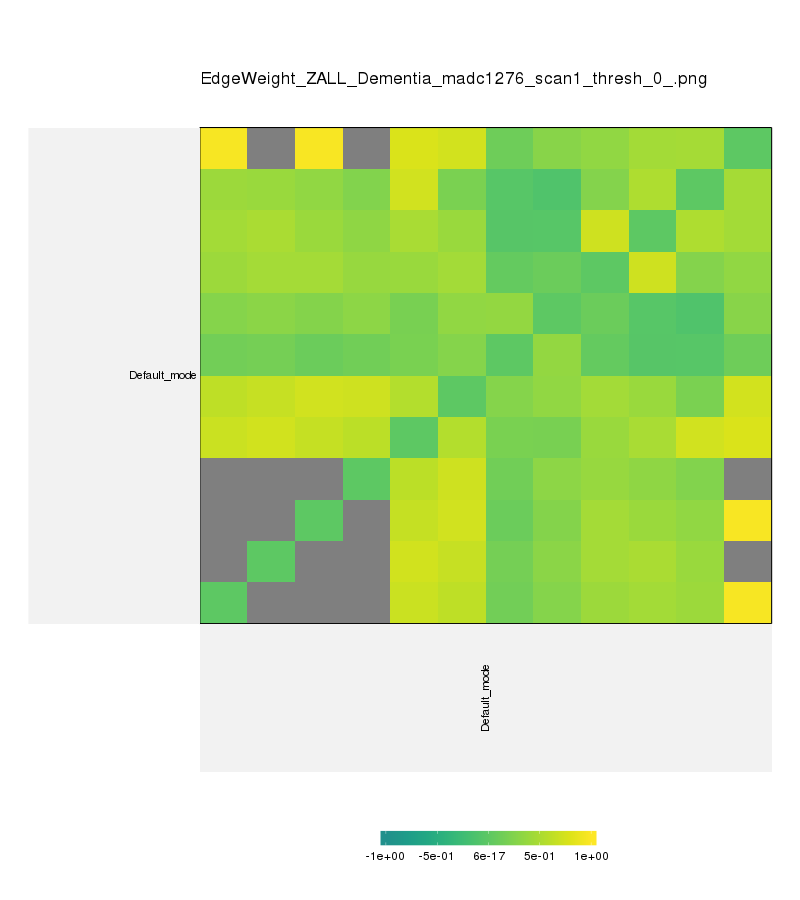 EdgeWeight_ZALL_Dementia_madc1276_scan1_thresh_0_.png
Default_mode
Default_mode
-1e+00 -5e-01 6e-17 5e-01 1e+00